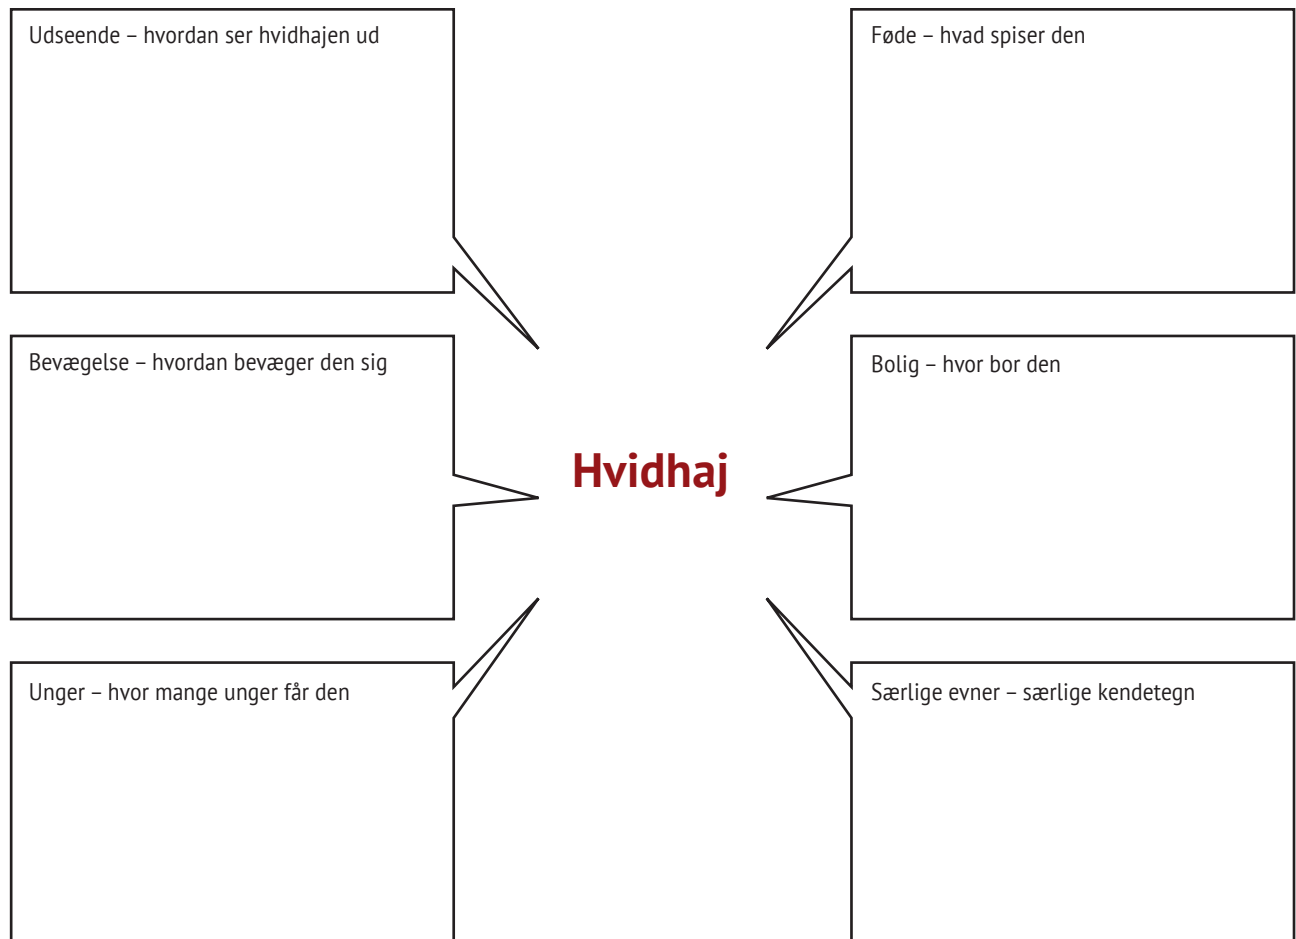 Udseende – hvordan ser hvidhajen ud
Føde – hvad spiser den
Bevægelse – hvordan bevæger den sig
Bolig – hvor bor den
Hvidhaj
Unger – hvor mange unger får den
Særlige evner – særlige kendetegn